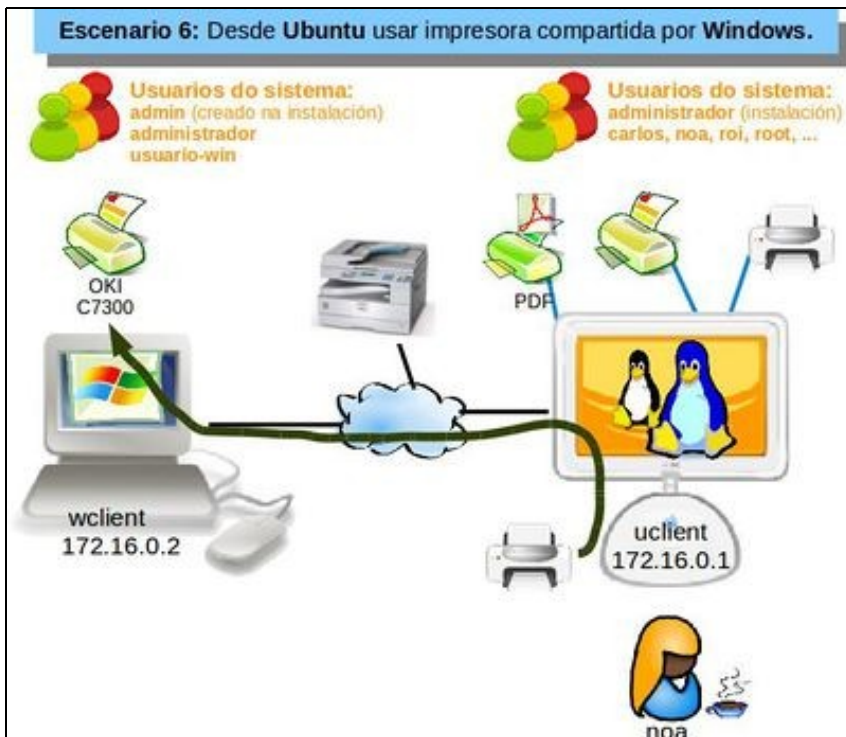 Escenario 6: Desde Ubuntu usar impresora compartida por Windows.
Usuarios do sistema:
admin (creado na instalación)
administrador
usuario-win
Usuarios do sistema:
administrador (instalación)
carlos, noa, roi, root, ...
OKI
C7300
PDF
wclient
172.16.0.2
uclient
172.16.0.1
noa